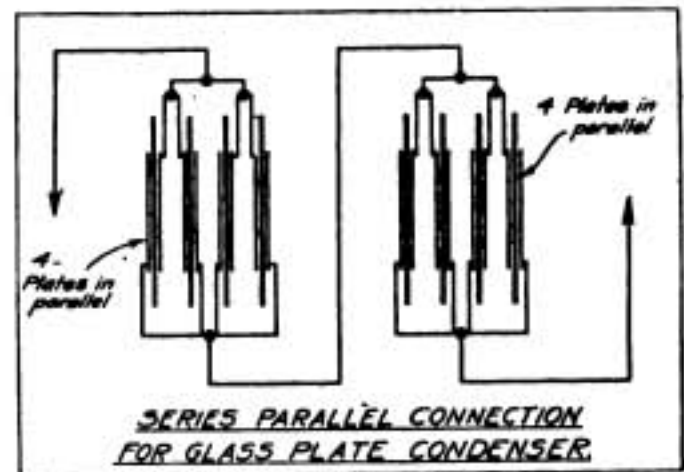 4 Plates in
parallel
4-
Plates in
parallel
SERIES PARALLEL CONNECTION
FOR GLASS PLATE CONDENSER.